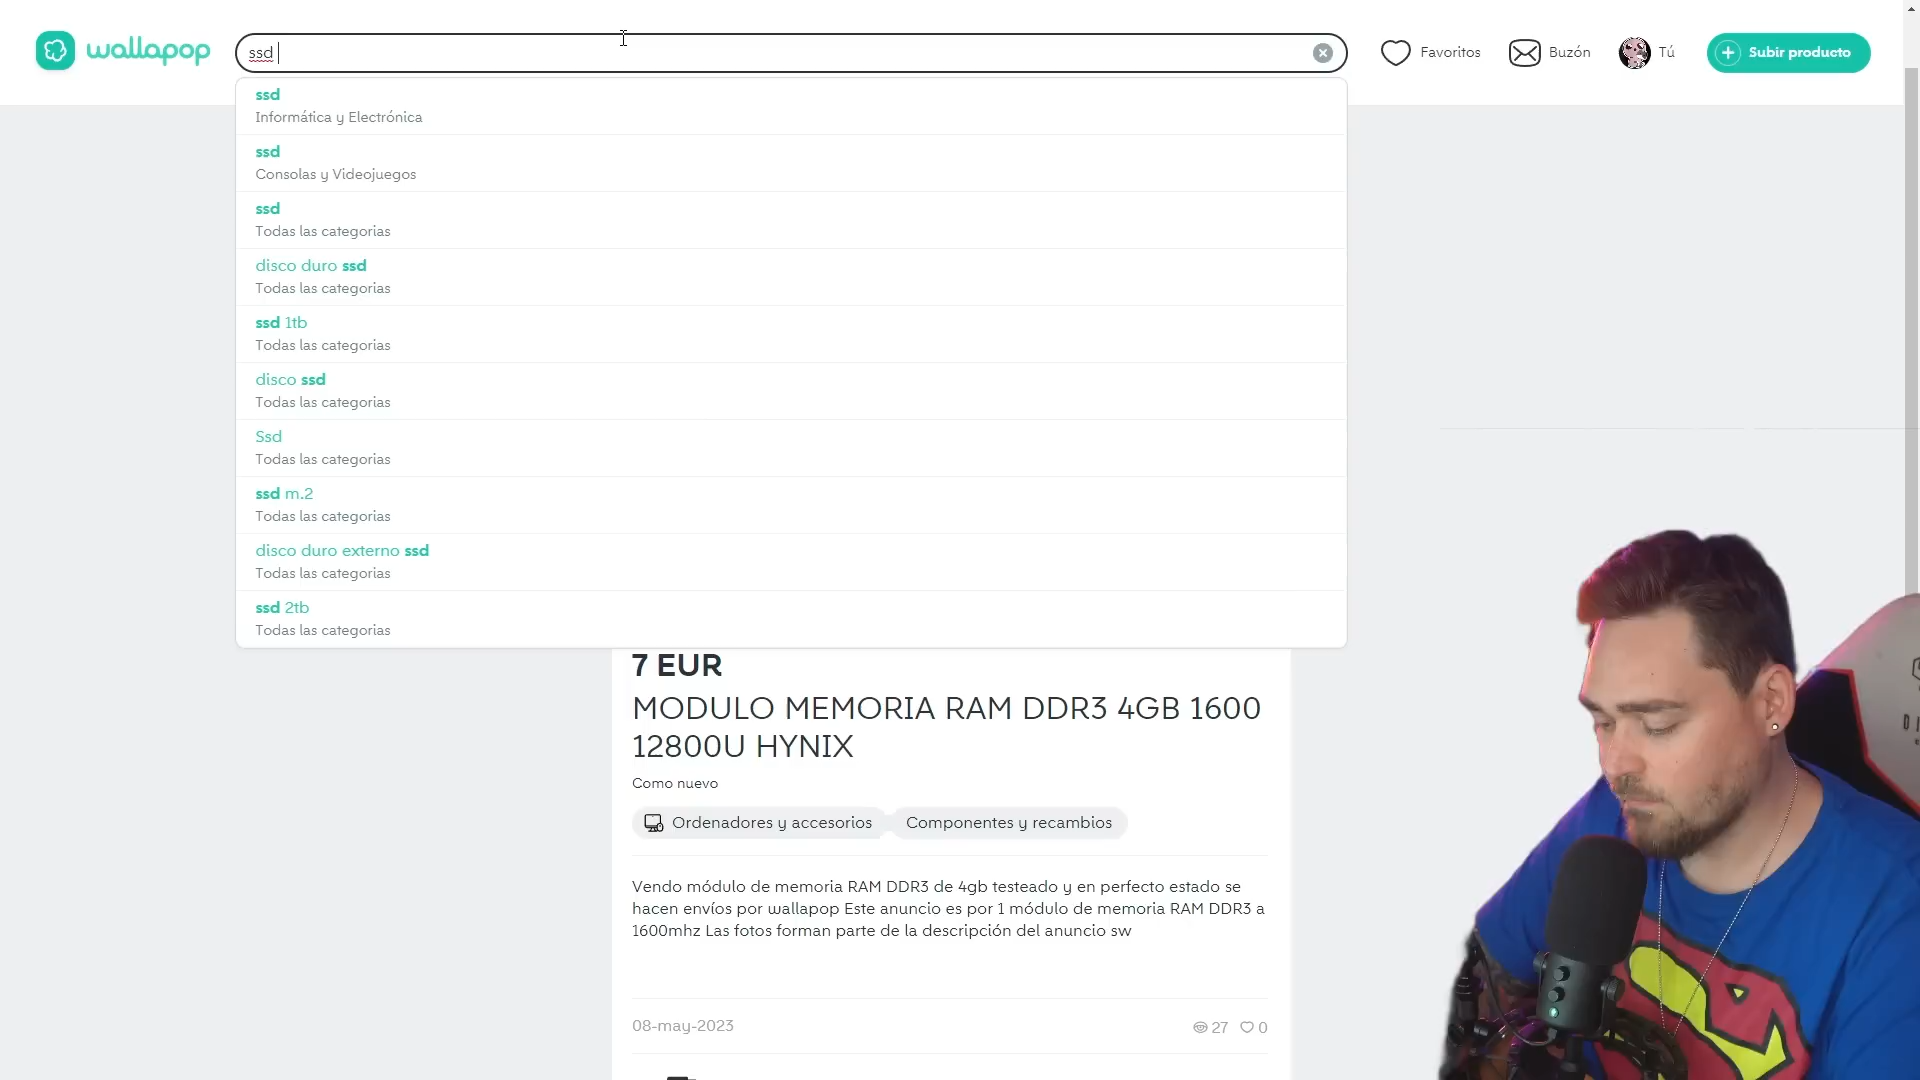 wallapop
ssd
Favoritos
Buzón
Tú
Subir producto
ssd
Informática y Electrónica
ssd
Consolas y Videojuegos
ssd
Todas las categorias
disco duro ssd
Todas las categorias
ssd 1tb
Todas las categorias
disco ssd
Todas las categorias
Ssd
Todas las categorias
ssd m.2
Todas las categorias
disco duro externo ssd
Todas las categorias
ssd 2tb
Todas las categorias
7 EUR
MODULO MEMORIA RAM DDR3 4GB 1600
12800U HYNIX
Como nuevo
Ordenadores y accesorios
Componentes y recambios
Vendo módulo de memoria RAM DDR3 de 4gb testeado y en perfecto estado se
hacen envíos por wallapop Este anuncio es por 1 módulo de memoria RAM DDR3 a
1600mhz Las fotos forman parte de la descripción del anuncio sw
08-may-2023
27
0